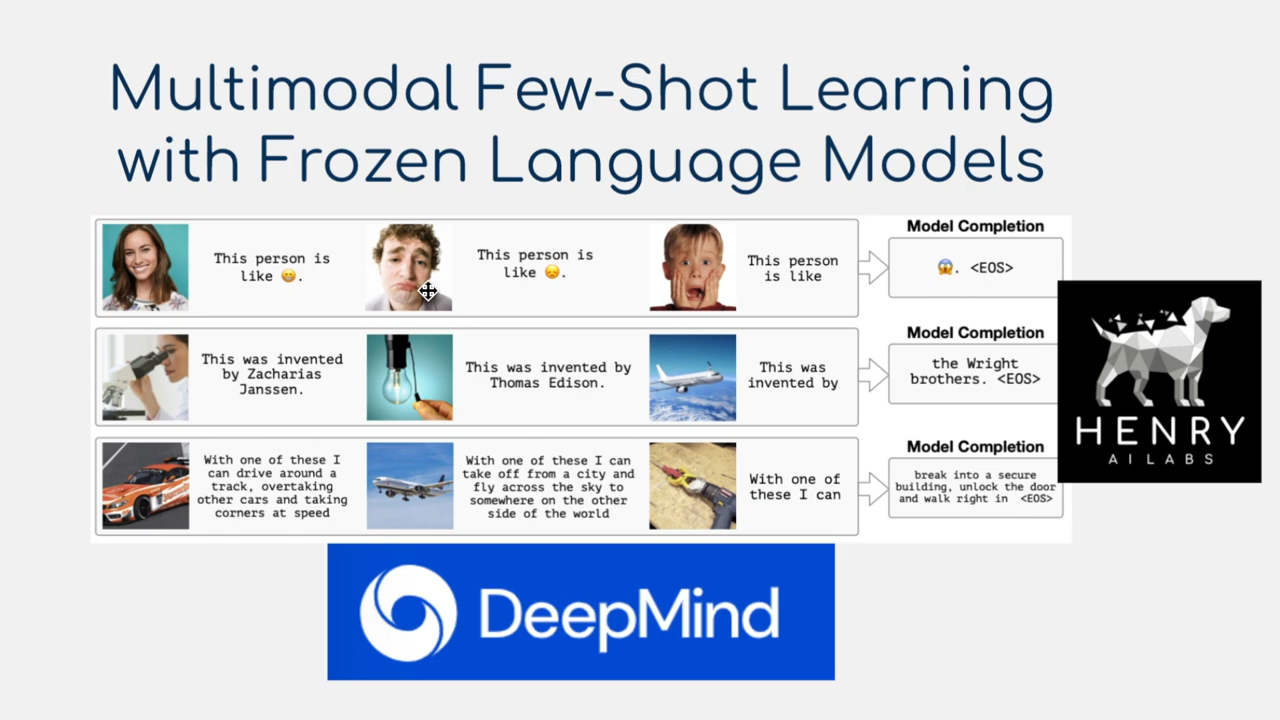 Multimodal Few-Shot Learning
with Frozen Language Models
This person is
like 😄.
This person is
like 😞.
This person
is like
Model Completion
😱. <EOS>
This was invented
by Zacharias
Janssen.
This was invented by
Thomas Edison.
This was
invented by
Model Completion
the Wright
brothers. <EOS>
With one of these I
can drive around a
track, overtaking
other cars and taking
corners at speed
With one of these I can
take off from a city and
fly across the sky to
somewhere on the other
side of the world
With one of
these I can
Model Completion
break into a secure
building, unlock the door
and walk right in <EOS>
HENRY
AI LABS
DeepMind